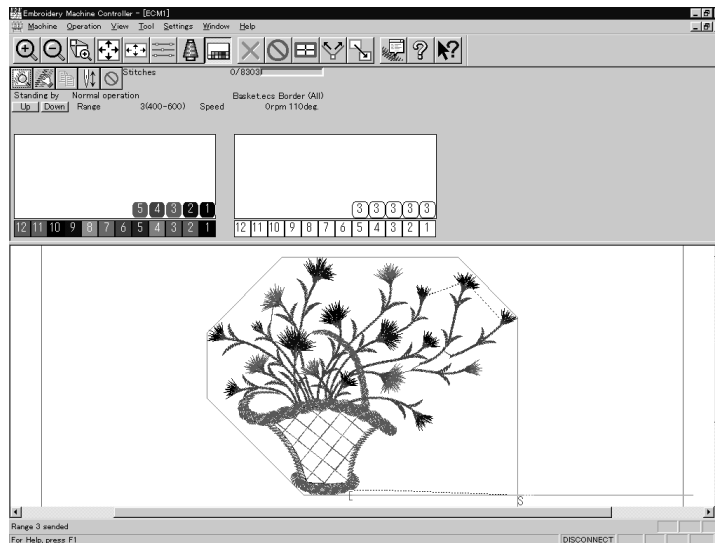 Embroidery Machine Controller - [ECM1]
Machine Operation View Tool Settings Window Help
Stitches 0/8303
Standing by Normal operation Basket.ecs Border (All)
Up Down Range 3(400-600) Speed 0rpm 110deg.
5 4 3 2 1 3 3 3 3 3
12 11 10 9 8 7 6 5 4 3 2 1 12 11 10 9 8 7 6 5 4 3 2 1
E S
Range 3 sended
For Help, press F1 DISCONNECT